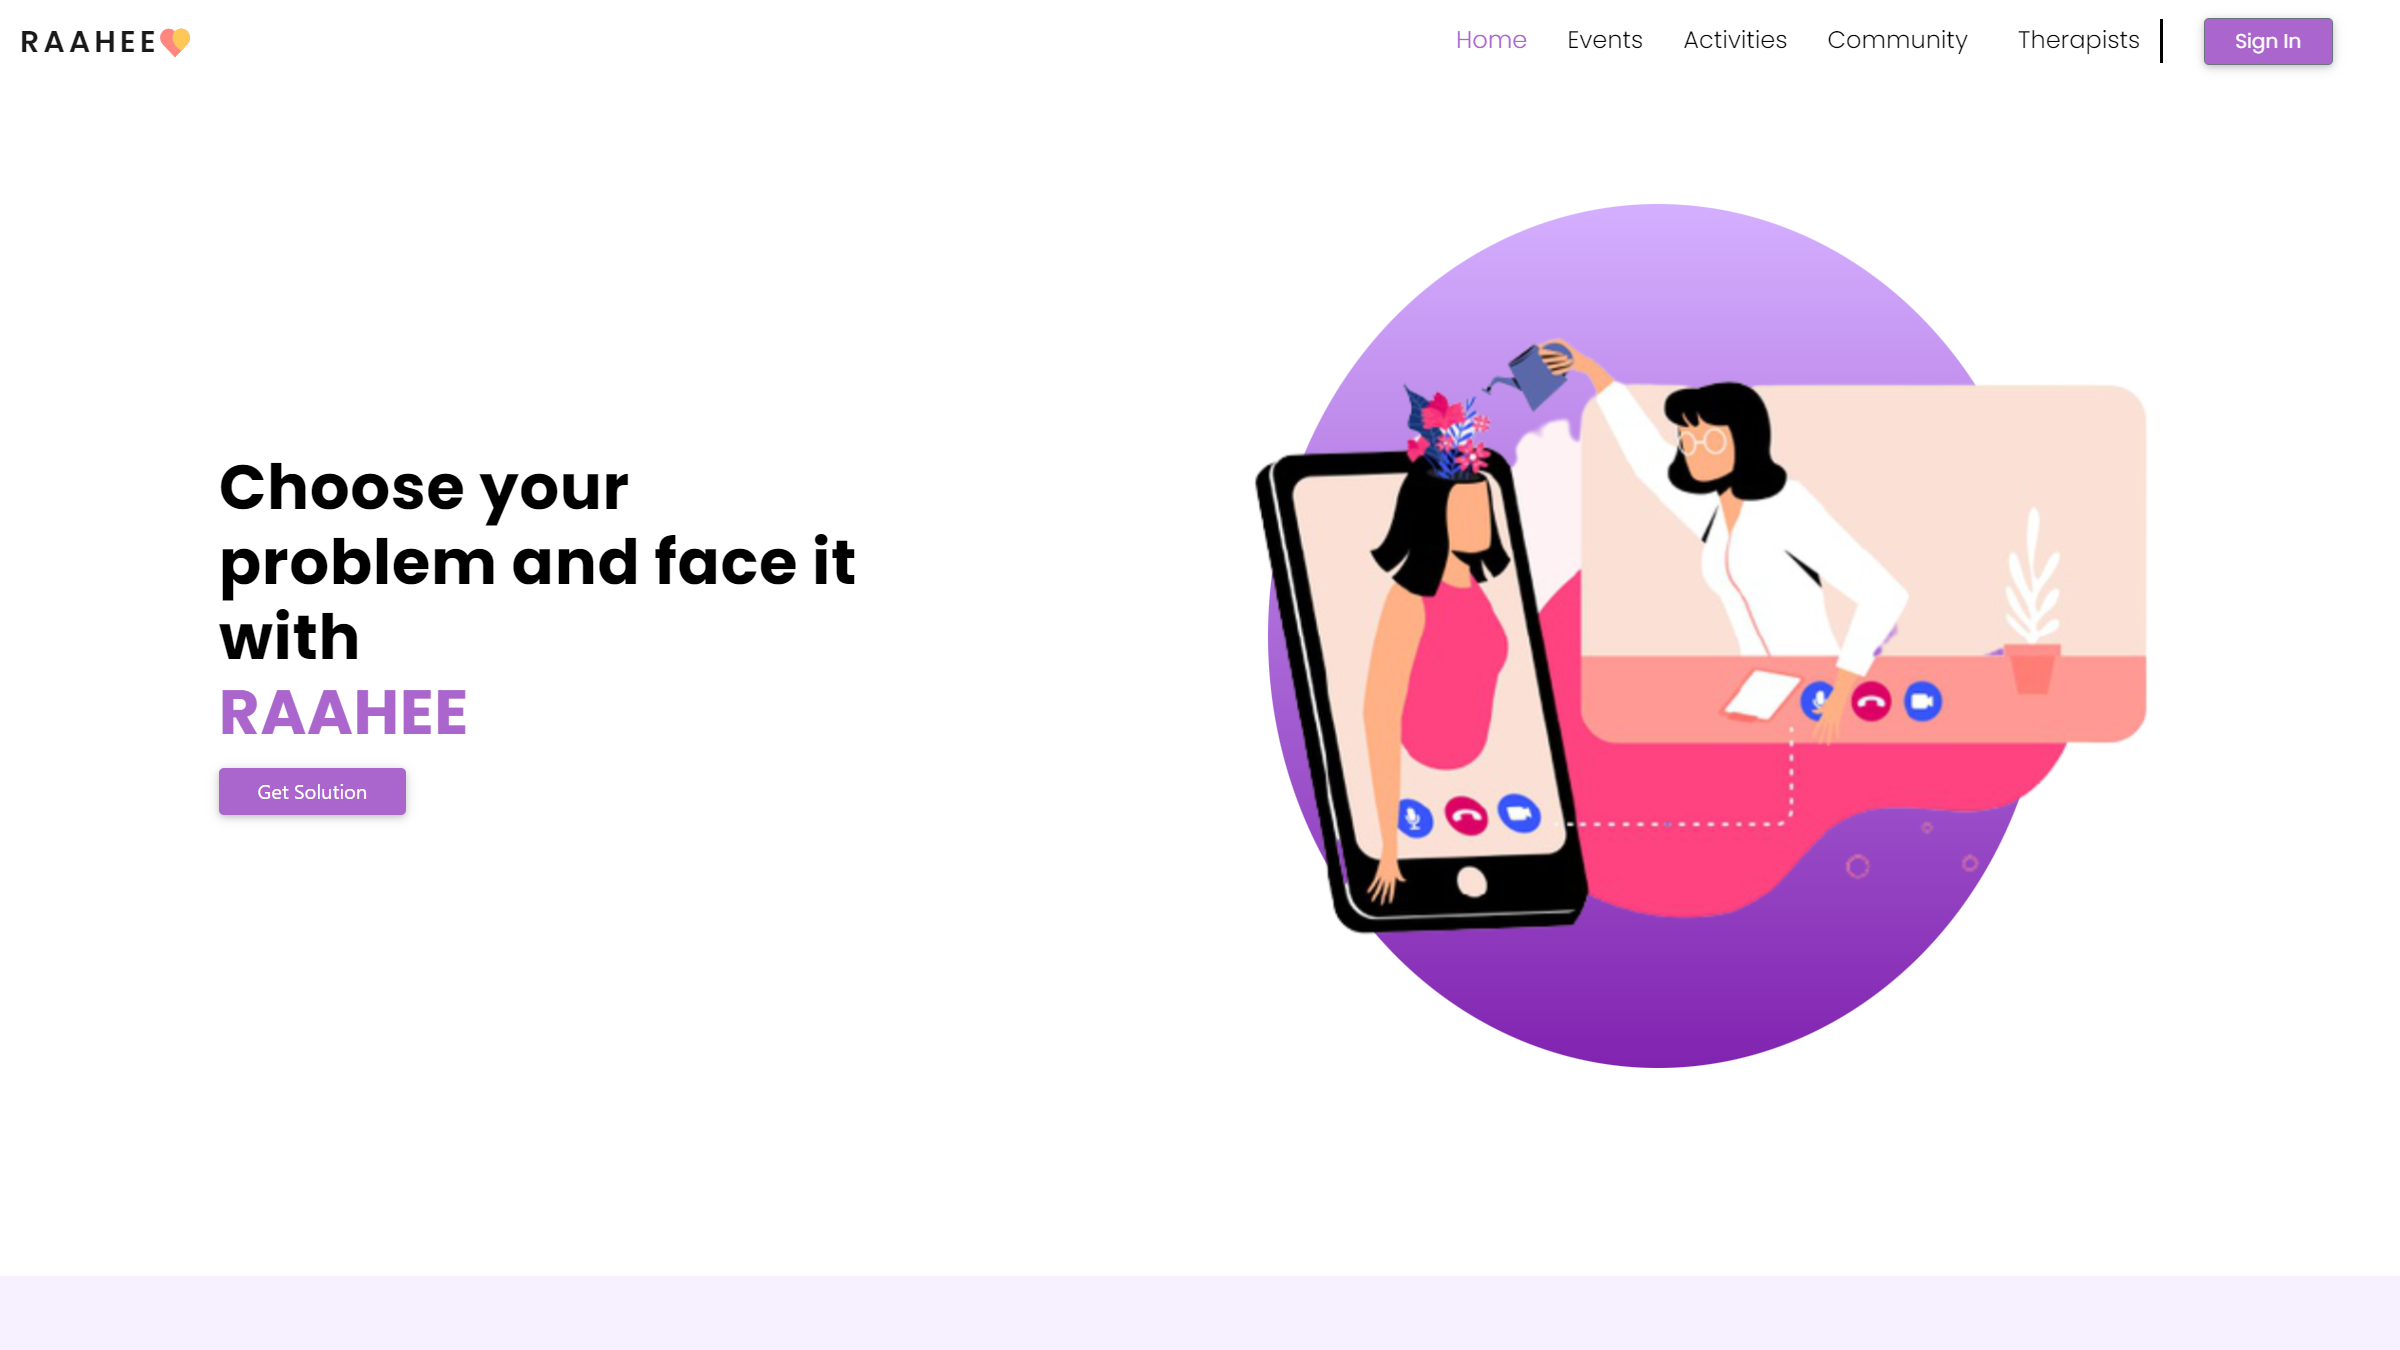 RAAHEE
Home Events Activities Community Therapists Sign In
Choose your
problem and face it
with
RAAHEE
Get Solution